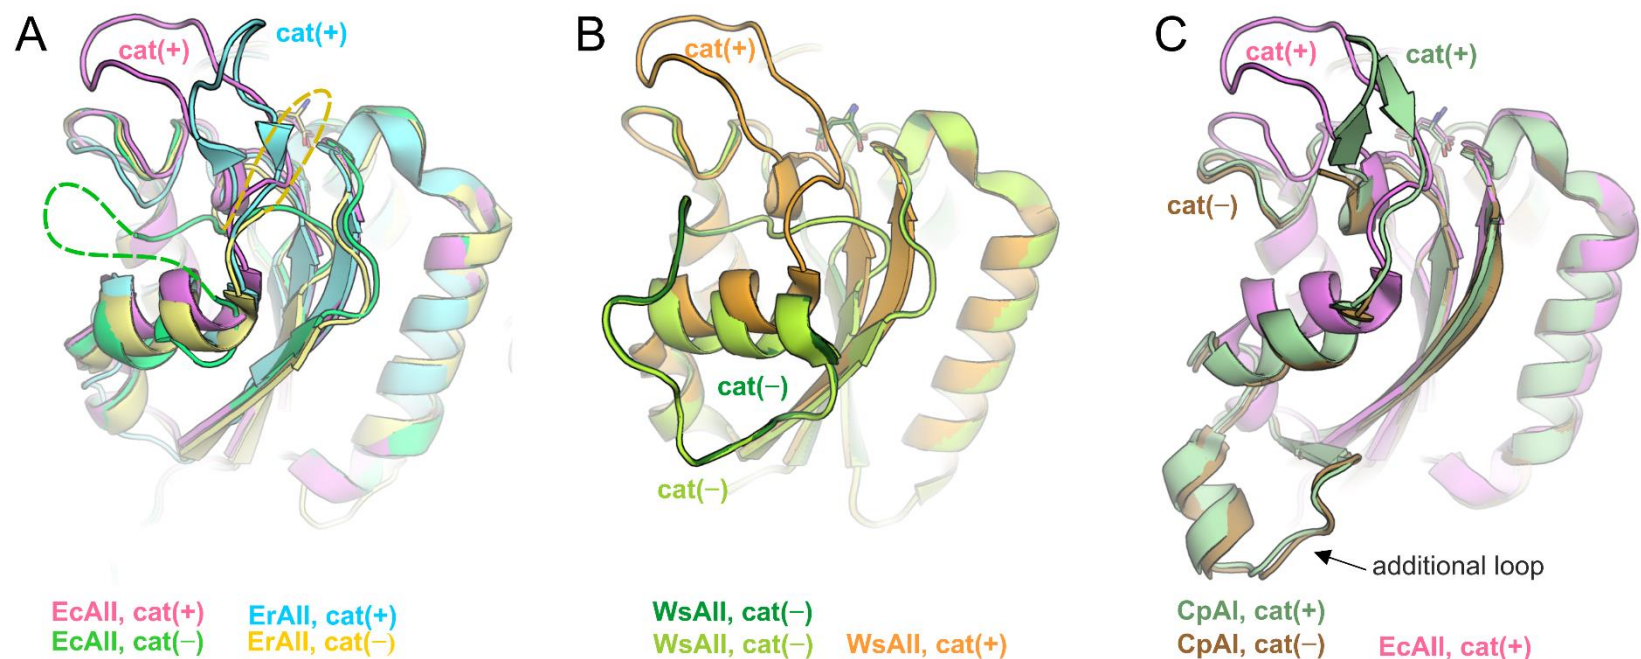 A
cat(+)
cat(+)
B
cat(+)
cat(−)
cat(−)
C
cat(+)
cat(+)
cat(−)
additional loop
EcAII, cat(+) ErAII, cat(+)
EcAII, cat(−) ErAII, cat(−)
WsAII, cat(−)
WsAII, cat(−) WsAII, cat(+)
CpAI, cat(+)
CpAI, cat(−) EcAII, cat(+)